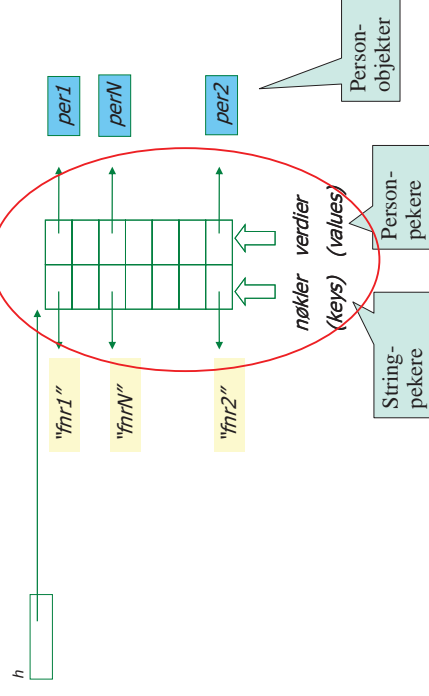 h
"fnr1"
per1
"fnrN"
perN
"fnr2"
per2
nøkler verdier
(keys) (values)
String-
pekere
Person-
pekere
Person-
objekter